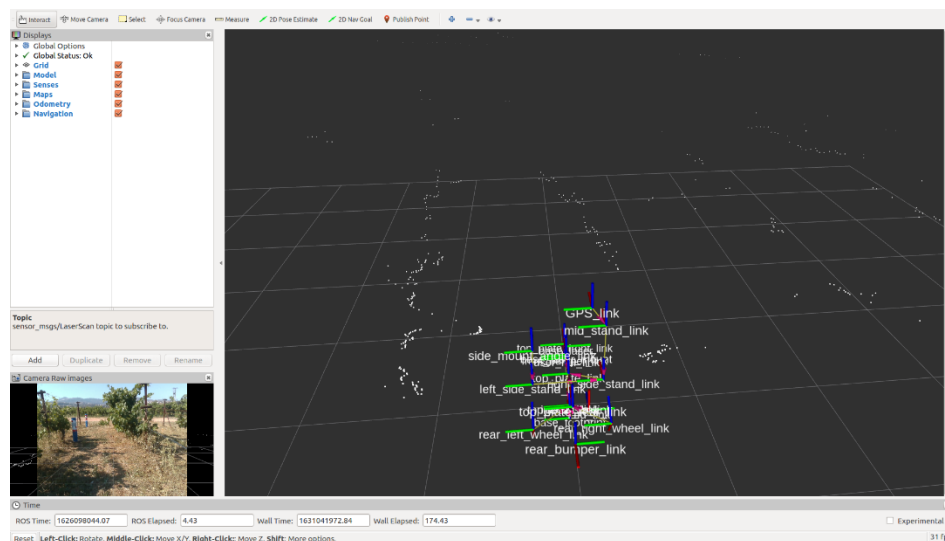 Interact Move Camera Select Focus Camera Measure 2D Pose Estimate 2D Nav Goal Publish Point
Displays
Global Options
Global Status: Ok
Grid
Model
Senses
Maps
Odometry
Navigation
Topic
sensor_msgs/LaserScan topic to subscribe to.
Add Duplicate Remove Rename
Camera Raw Images
GPS_link
mid_stand_link
side_mount_angle_link
left_side_stand_link
side_stand_link
rear_left_wheel_link
rear_right_wheel_link
rear_bumper_link
Time
ROS Time: 1626098044.07 ROS Elapsed: 4.43 Wall Time: 1631041972.84 Wall Elapsed: 174.43 Experimental
Reset Left-Click: Rotate. Middle-Click: Move X/Y. Right-Click: Move Z. Shift: More options. 31 f